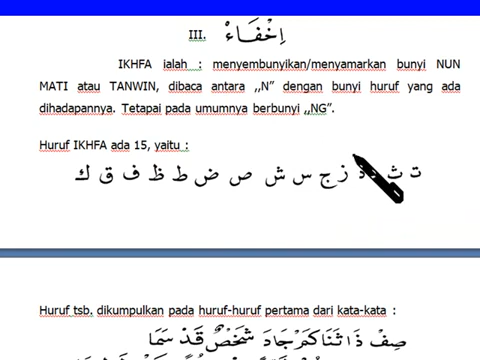 III. اِخْفَاءْ
IKHFA ialah : menyembunyikan/menyamarkan bunyi NUN
MATI atau TANWIN, dibaca antara ,,N” dengan bunyi huruf yang ada
dihadapannya. Tetapai pada umumnya berbunyi ,,NG”.
Huruf IKHFA ada 15, yaitu :
ت ث ز ج س ش ص ض ط ظ ف ق ك
Huruf tsb. dikumpulkan pada huruf-huruf pertama dari kata-kata :
صِفْ ذَاثَنَاكَمْ جَادَ شَخْصٌ قَدْ سَمَا